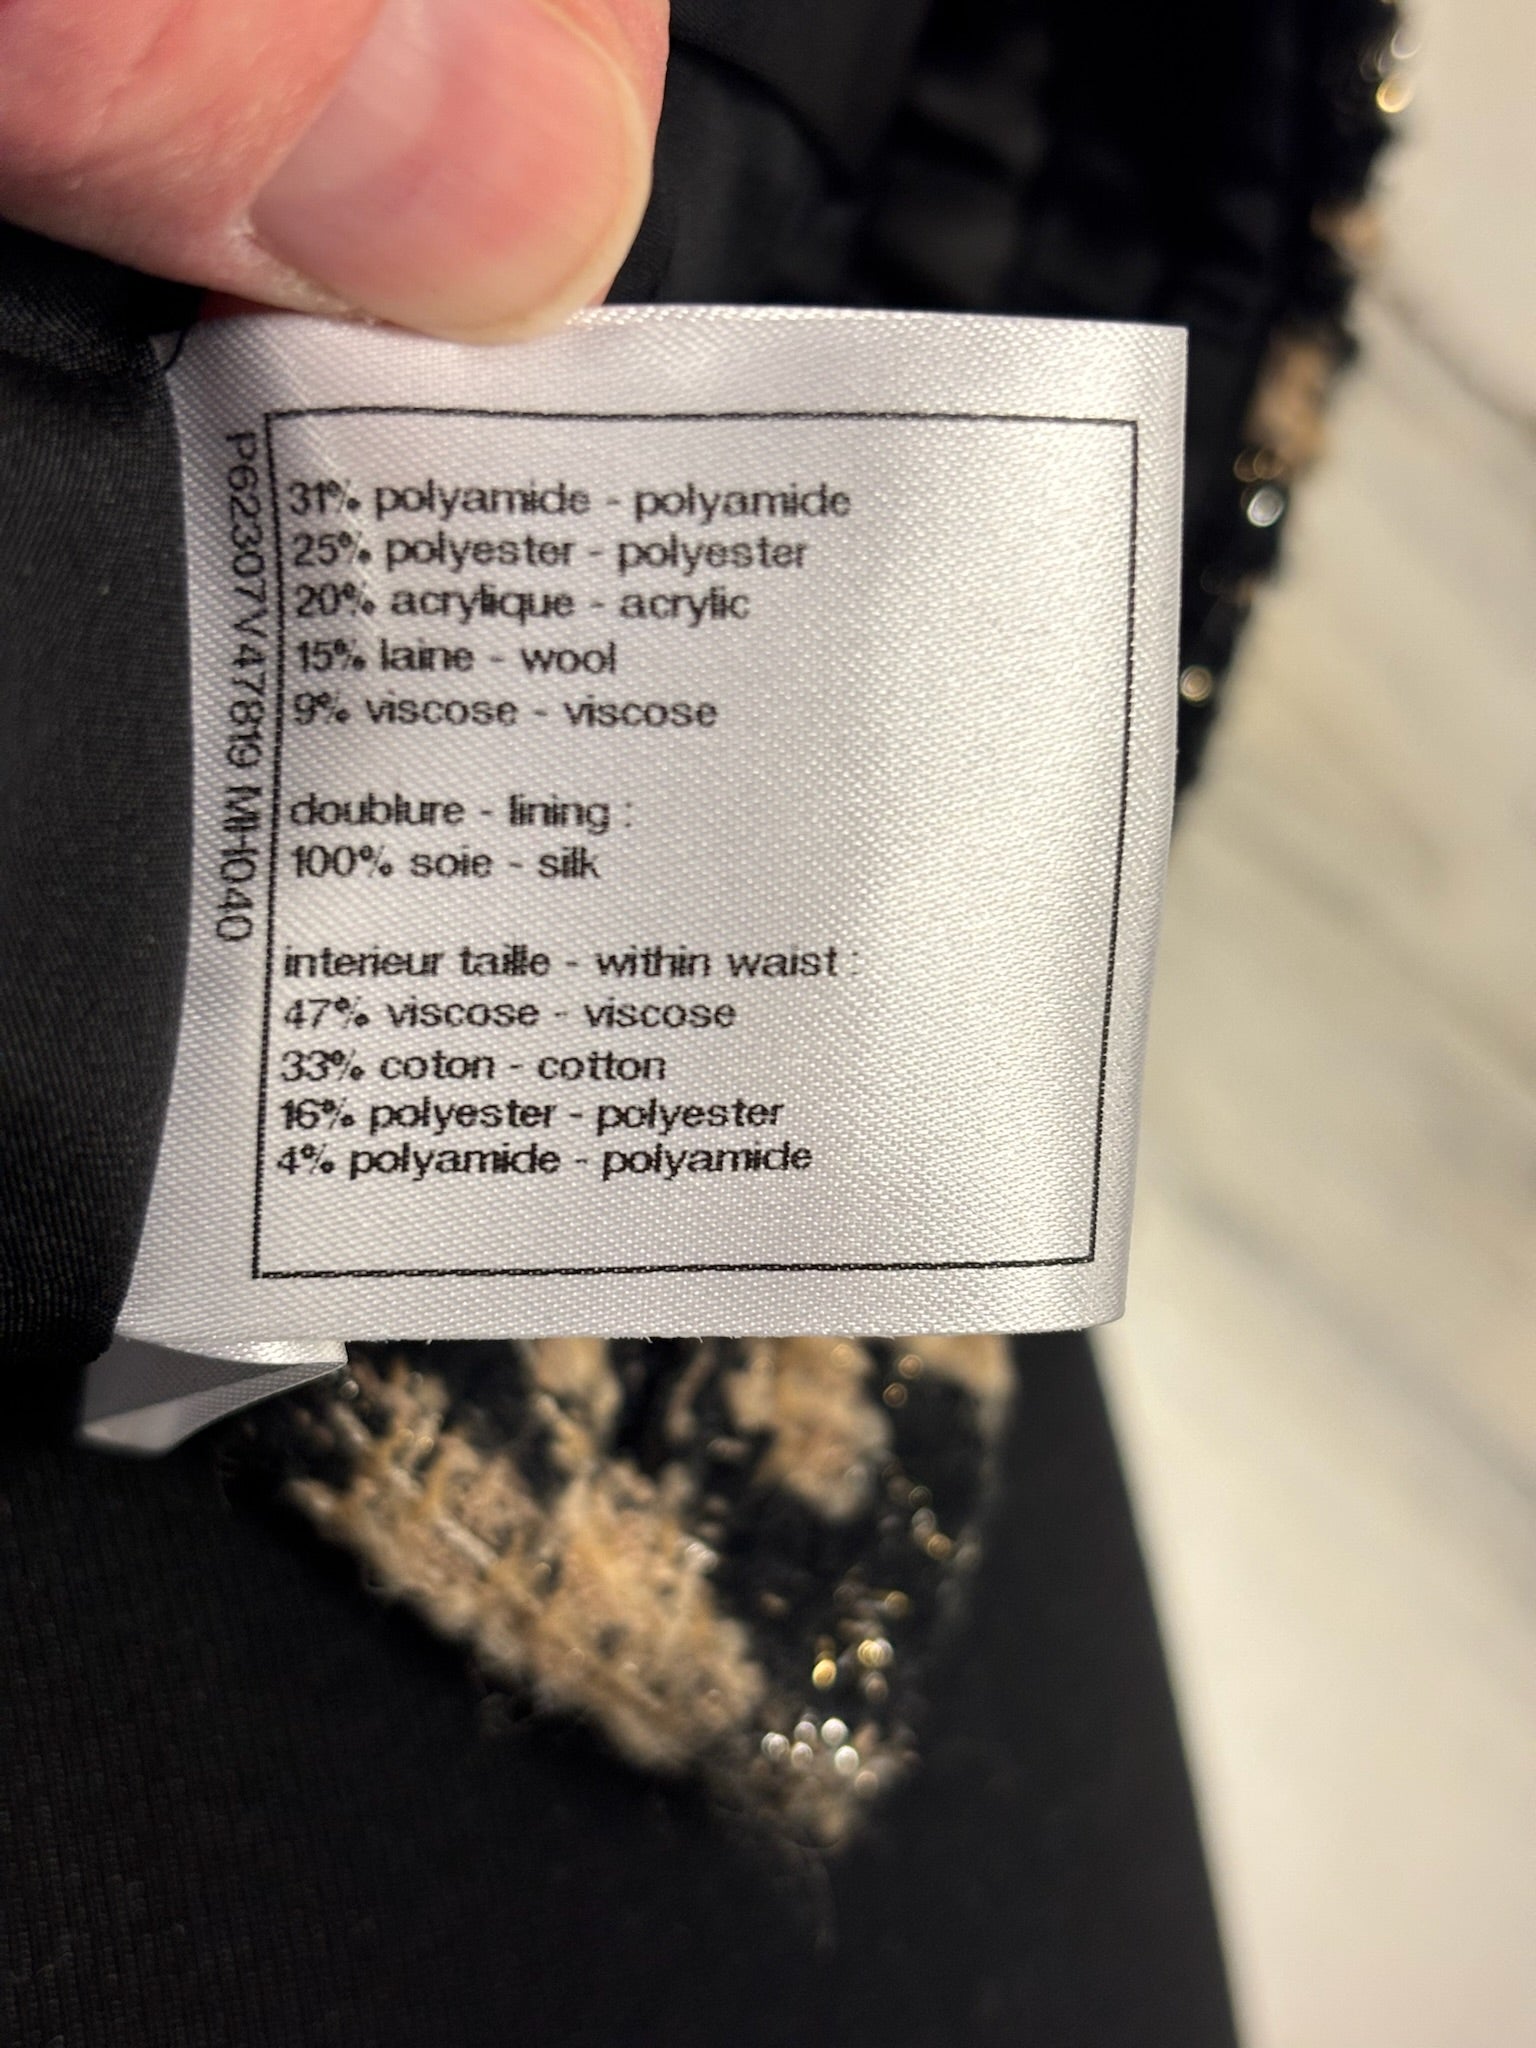 P62307V47819 MH040
31% polyamide - polyamide
25% polyester - polyester
20% acrylique - acrylic
15% laine - wool
9% viscose - viscose
doublure - lining :
100% soie - silk
interieur taille - within waist :
47% viscose - viscose
33% coton - cotton
16% polyester - polyester
4% polyamide - polyamide